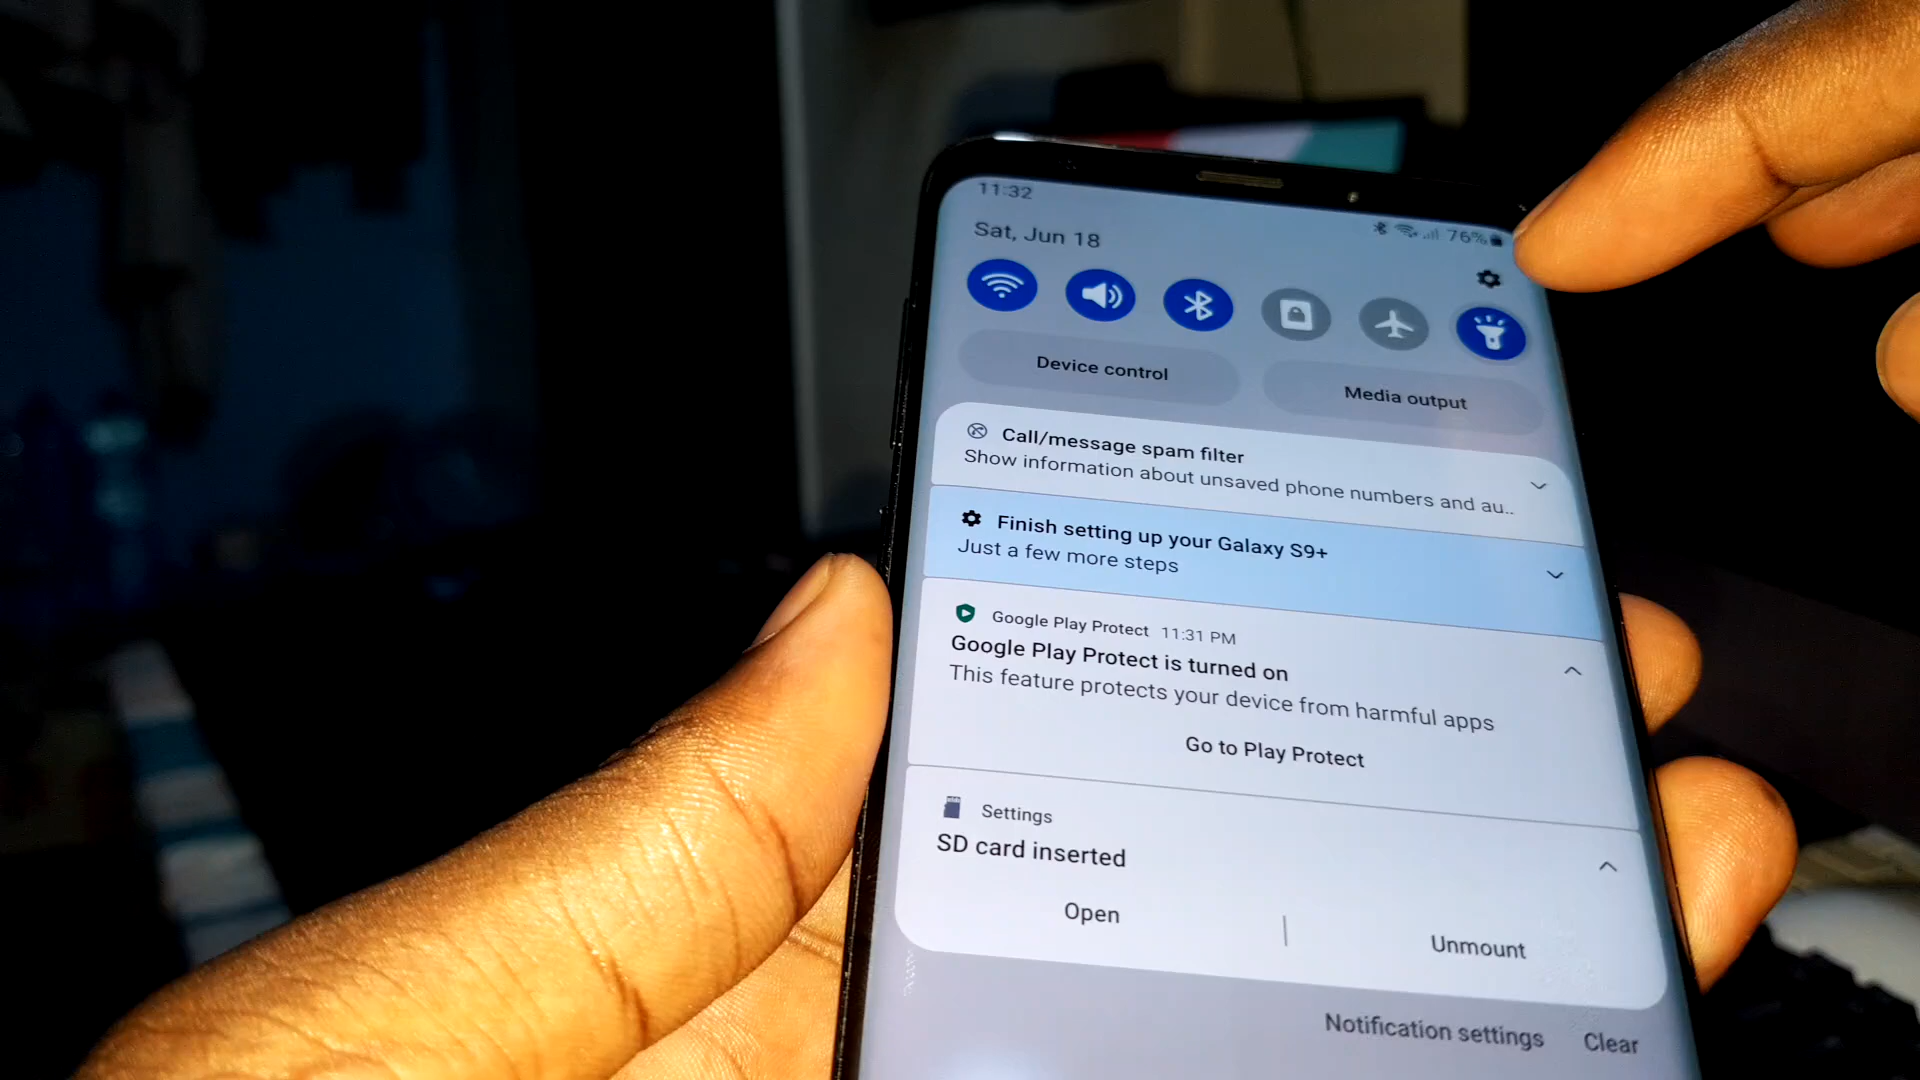 11:32
76%
Sat, Jun 18
Device control
Media output
Call/message spam filter
Show information about unsaved phone numbers and au..
Finish setting up your Galaxy S9+
Just a few more steps
Google Play Protect 11:31 PM
Google Play Protect is turned on
This feature protects your device from harmful apps
Go to Play Protect
Settings
SD card inserted
Open
Unmount
Notification settings
Clear